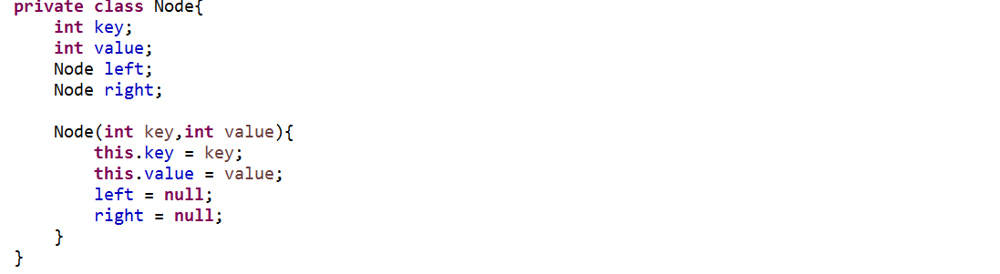 private class Node{
    int key;
    int value;
    Node left;
    Node right;

    Node(int key,int value){
        this.key = key;
        this.value = value;
        left = null;
        right = null;
    }
}